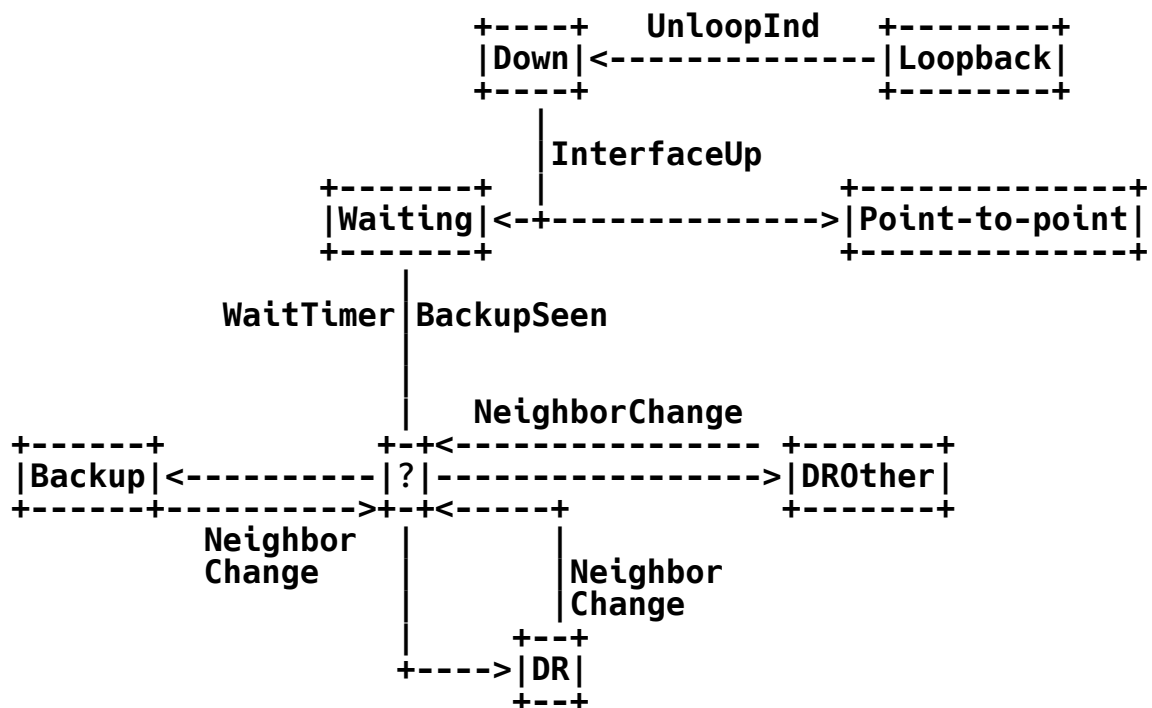 +----+   UnloopInd   +--------+
|Down|<--------------|Loopback|
+----+               +--------+
|
|InterfaceUp
+-------+  |                +--------------+
|Waiting|<-+-------------->|Point-to-point|
+-------+                  +--------------+
|
WaitTimer|BackupSeen
|
|
|   NeighborChange
+------+           +-+<---------------- +-------+
|Backup|<----------|?|----------------->|DROther|
+------+---------->+-+<-----+           +-------+
Neighbor  |       |
Change    |       |Neighbor
|       |Change
|     +--+
+---->|DR|
+--+